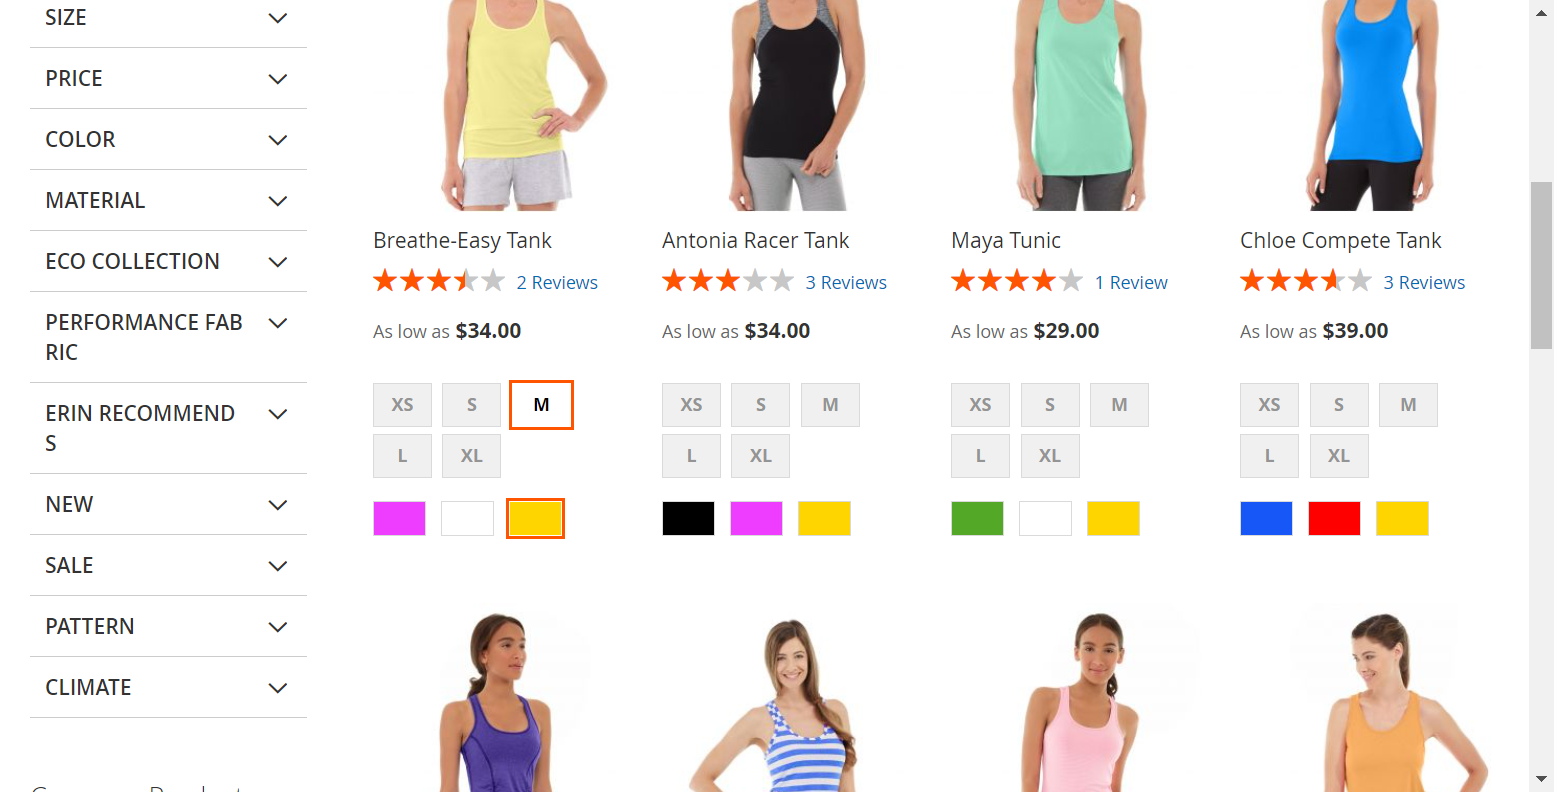 SIZE
PRICE
COLOR
MATERIAL
ECO COLLECTION
PERFORMANCE FAB
RIC
ERIN RECOMMEND
S
NEW
SALE
PATTERN
CLIMATE
Breathe-Easy Tank
2 Reviews
As low as $34.00
XS S M
L XL
Antonia Racer Tank
3 Reviews
As low as $34.00
XS S M
L XL
Maya Tunic
1 Review
As low as $29.00
XS S M
L XL
Chloe Compete Tank
3 Reviews
As low as $39.00
XS S M
L XL